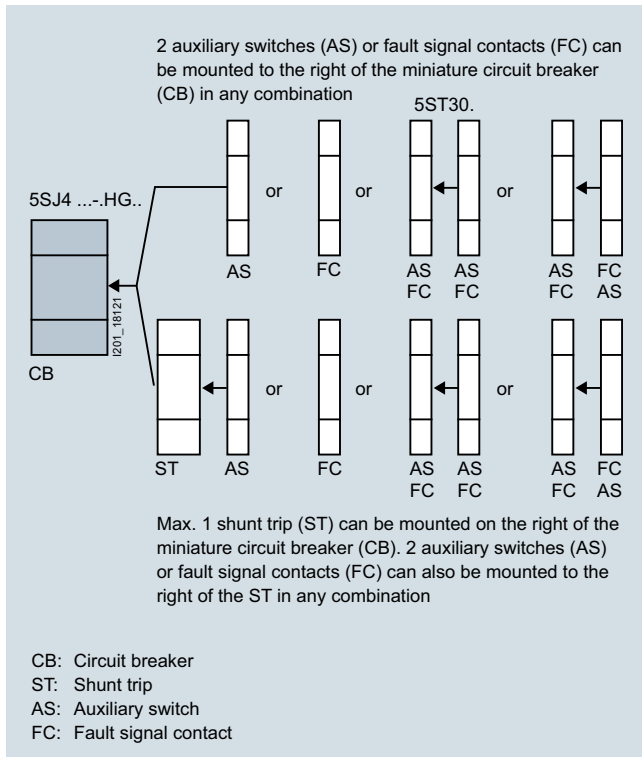 2 auxiliary switches (AS) or fault signal contacts (FC) can
be mounted to the right of the miniature circuit breaker
(CB) in any combination
5ST30.
5SJ4 ...-.HG..
or or or
AS FC AS AS AS FC
FC FC FC AS
I201_18121
CB
or or or
ST AS FC AS AS AS FC
FC FC FC AS
Max. 1 shunt trip (ST) can be mounted on the right of the
miniature circuit breaker (CB). 2 auxiliary switches (AS)
or fault signal contacts (FC) can also be mounted to the
right of the ST in any combination
CB: Circuit breaker
ST: Shunt trip
AS: Auxiliary switch
FC: Fault signal contact